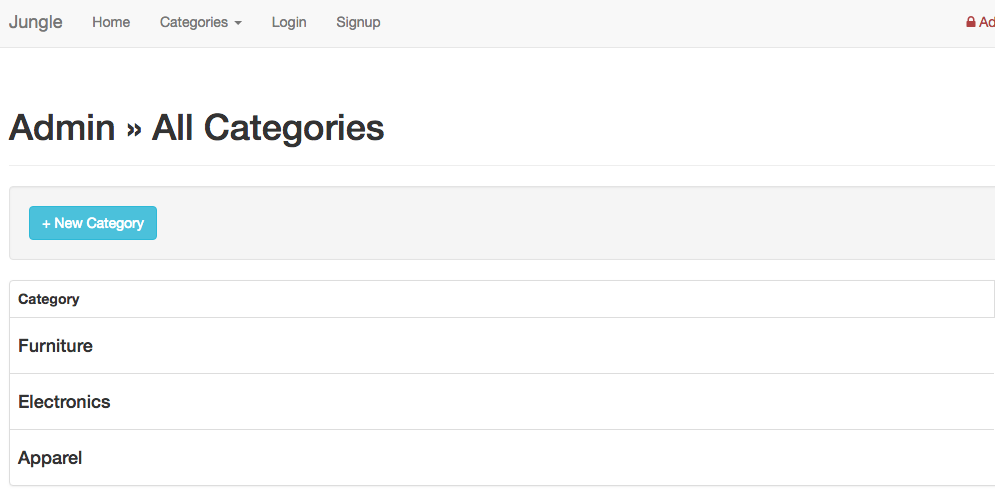 Jungle Home Categories Login Signup Ad
Admin » All Categories
+ New Category
Category
Furniture
Electronics
Apparel